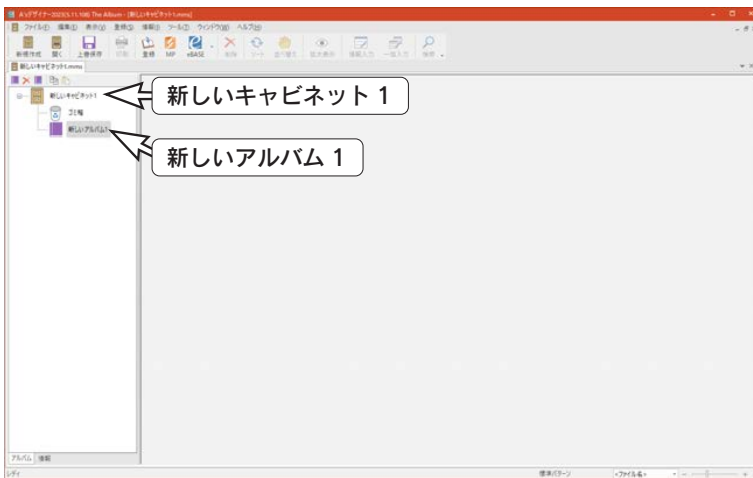 A'sデザイナー2023(5.11.108) The Album - [新しいキャビネット1.mms]
ファイル(F) 編集(E) 表示(V) 登録(S) 情報(I) ツール(Z) ウィンドウ(W) ヘルプ(H)
新規作成 開く 上書保存 印刷 登録 MP eBASE 削除 ソート 並び替え 拡大表示 情報入力 一括入力 検索
新しいキャビネット1.mms
新しいキャビネット1
新しいキャビネット 1
ゴミ箱
新しいアルバム1
新しいアルバム 1
アルバム 情報
レディ 標準パターン <ファイル名>